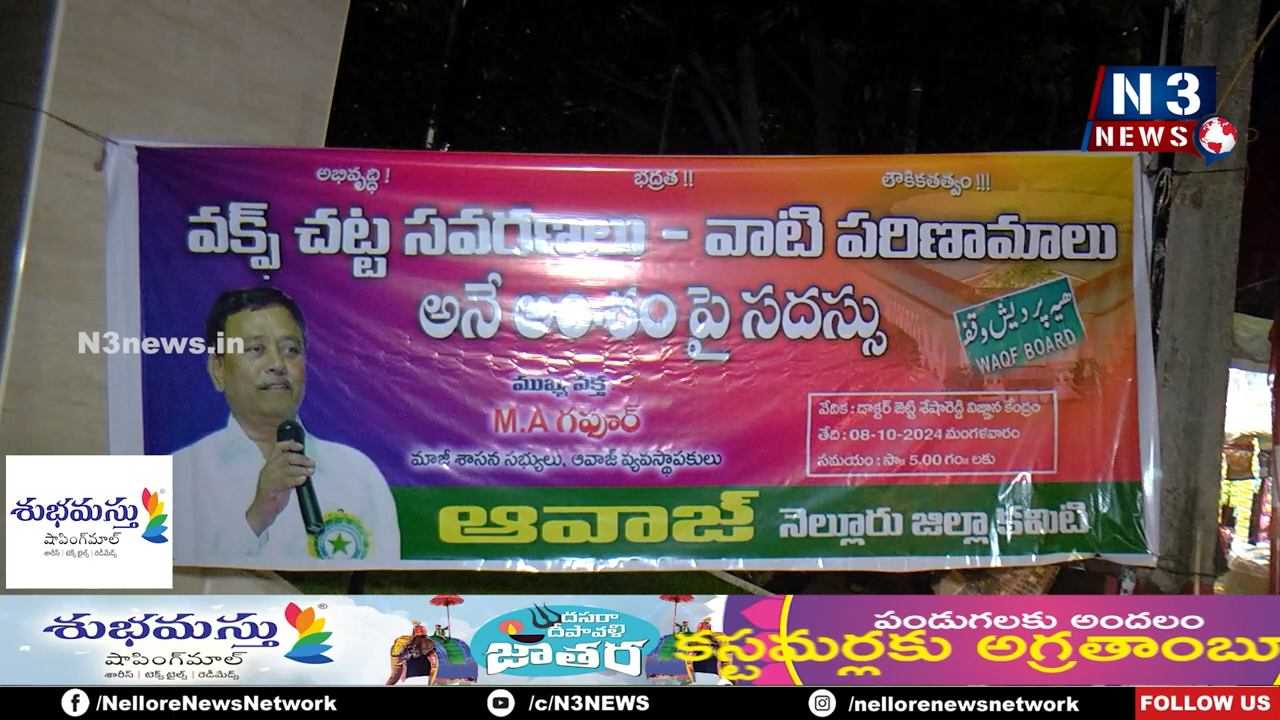 N3
NEWS
అభివృద్ధి !
భద్రత !!
లౌకికతత్వం !!!
వక్ఫ్ చట్ట సవరణలు - వాటి పరిణామాలు
అనే అంశం పై సదస్సు
WAQF BOARD
N3news.in
ముఖ్య వక్త
M.A గఫూర్
మాజీ శాసన సభ్యులు, ఆవాజ్ వ్యవస్థాపకులు
వేదిక : డాక్టర్ జెట్టి శేషారెడ్డి విజ్ఞాన కేంద్రం
తేది : 08-10-2024 మంగళవారం
సమయం : సా॥ 5.00 గం॥ లకు
ఆవాజ్ నెల్లూరు జిల్లా కమిటి
శుభమస్తు
షాపింగ్‌మాల్
శారీస్ | టెక్స్‌టైల్స్ | రెడీమేడ్స్
శుభమస్తు
షాపింగ్‌మాల్
శారీస్ | టెక్స్‌టైల్స్ | రెడీమేడ్స్
దసరా
దీపావళి
జాతర
పండుగలకు అందలం
కస్టమర్లకు అగ్రతాంబూ
/NelloreNewsNetwork
/c/N3NEWS
/nellorenewsnetwork
FOLLOW US